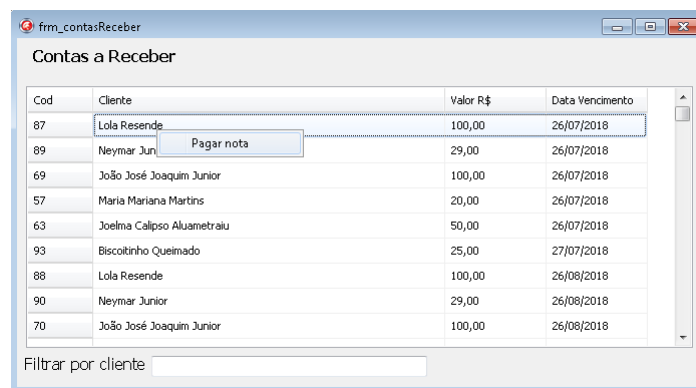 frm_contasReceber
Contas a Receber
Cod Cliente Valor R$ Data Vencimento
87 Lola Resende 100,00 26/07/2018
Pagar nota
89 Neymar Jun 29,00 26/07/2018
69 João José Joaquim Junior 100,00 26/07/2018
57 Maria Mariana Martins 20,00 26/07/2018
63 Joelma Calipso Aluametraiu 50,00 26/07/2018
93 Biscoitinho Queimado 25,00 27/07/2018
88 Lola Resende 100,00 26/08/2018
90 Neymar Junior 29,00 26/08/2018
70 João José Joaquim Junior 100,00 26/08/2018
Filtrar por cliente